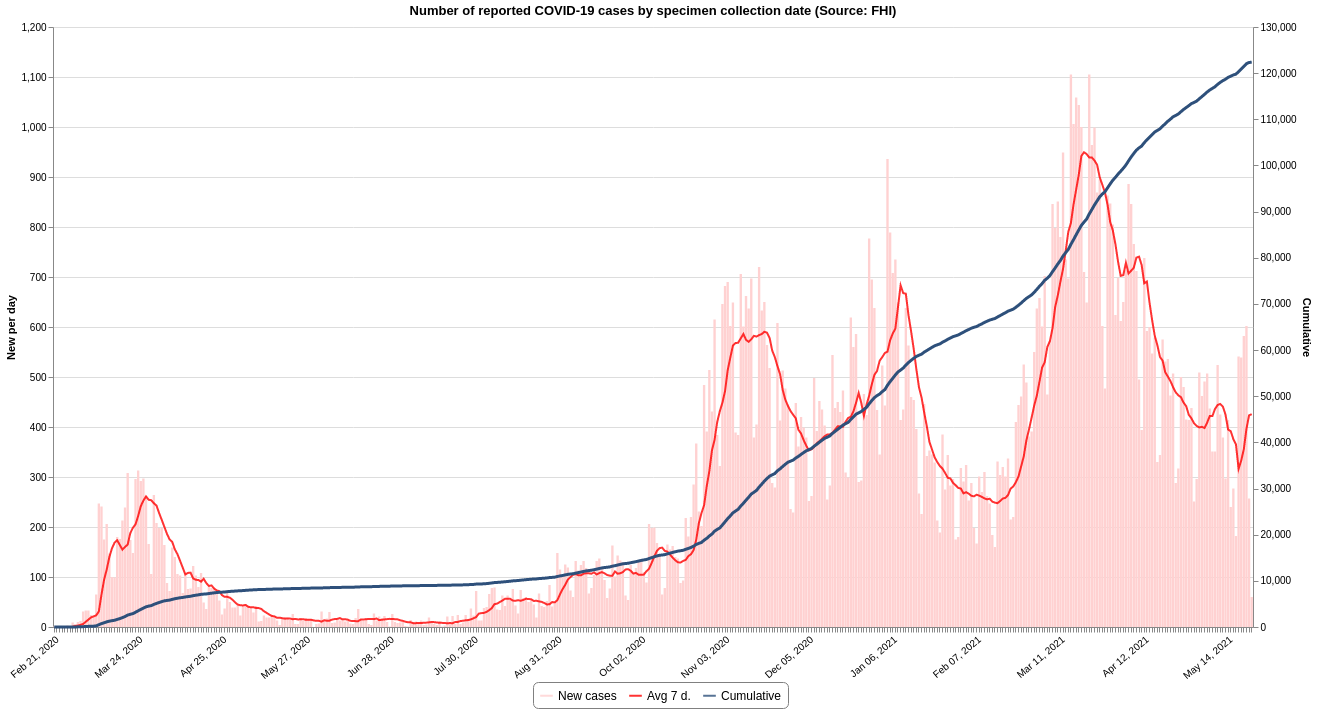 Number of reported COVID-19 cases by specimen collection date (Source: FHI)
1,200
1,100
1,000
900
800
700
600
500
400
300
200
100
0
New per day
130,000
120,000
110,000
100,000
90,000
80,000
70,000
60,000
50,000
40,000
30,000
20,000
10,000
0
Cumulative
Feb 21, 2020
Mar 24, 2020
Apr 25, 2020
May 27, 2020
Jun 28, 2020
Jul 30, 2020
Aug 31, 2020
Oct 02, 2020
Nov 03, 2020
Dec 05, 2020
Jan 06, 2021
Feb 07, 2021
Mar 11, 2021
Apr 12, 2021
May 14, 2021
New cases Avg 7 d. Cumulative